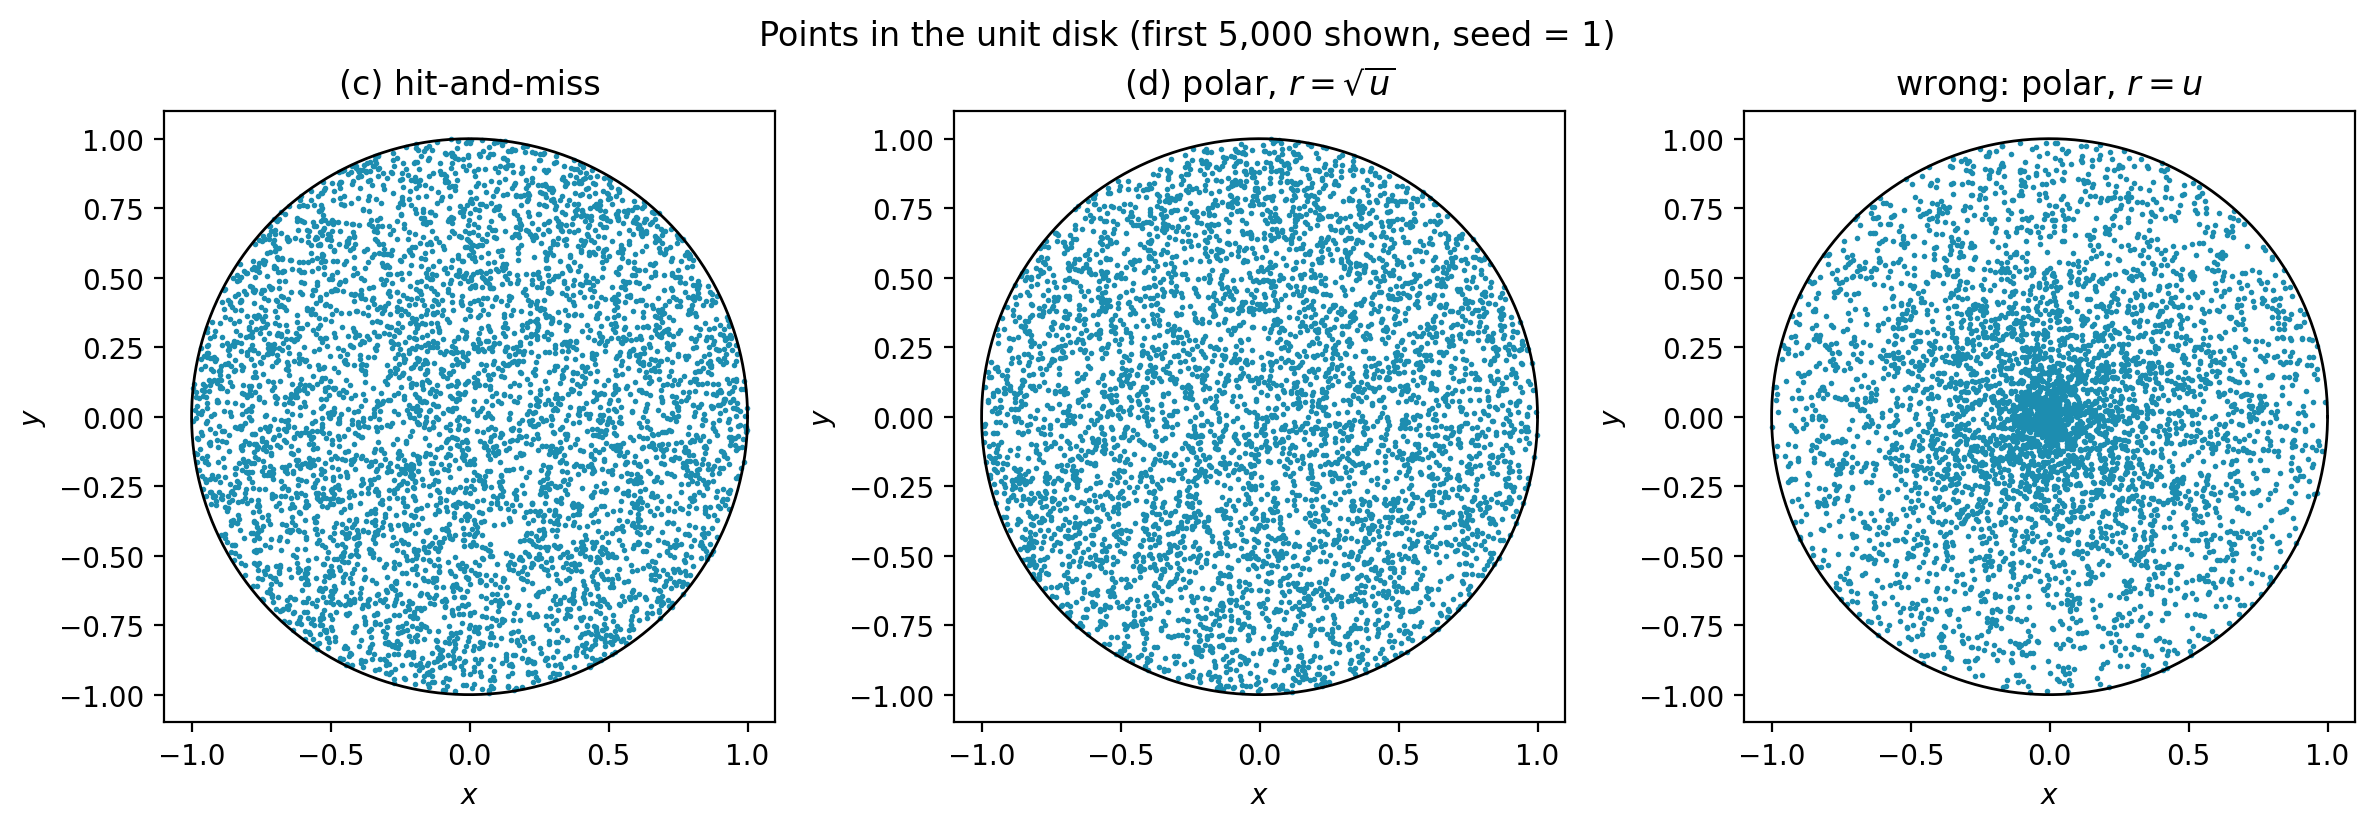 Points in the unit disk (first 5,000 shown, seed = 1)
(c) hit-and-miss
1.00
0.75
0.50
0.25
0.00
−0.25
−0.50
−0.75
−1.00
y
−1.0 −0.5 0.0 0.5 1.0
x
(d) polar, r = √u
1.00
0.75
0.50
0.25
0.00
−0.25
−0.50
−0.75
−1.00
y
−1.0 −0.5 0.0 0.5 1.0
x
wrong: polar, r = u
1.00
0.75
0.50
0.25
0.00
−0.25
−0.50
−0.75
−1.00
y
−1.0 −0.5 0.0 0.5 1.0
x